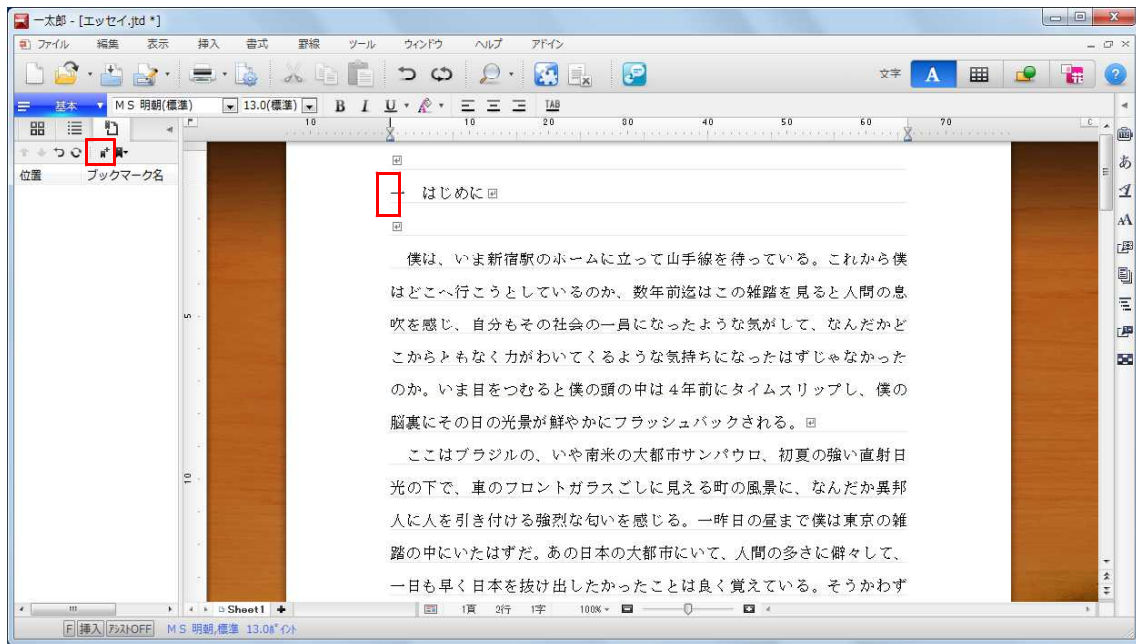 一太郎 - [エッセイ.jtd *]
ファイル 編集 表示 挿入 書式 罫線 ツール ウィンドウ ヘルプ アドイン
文字 A
基本 ＭＳ 明朝(標準) 13.0(標準) B I U TAB
10 10 20 30 40 50 60 70
位置 ブックマーク名
一　はじめに
僕は、いま新宿駅のホームに立って山手線を待っている。これから僕
はどこへ行こうとしているのか、数年前迄はこの雑踏を見ると人間の息
吹を感じ、自分もその社会の一員になったような気がして、なんだかど
こからともなく力がわいてくるような気持ちになったはずじゃなかった
のか。いま目をつむると僕の頭の中は４年前にタイムスリップし、僕の
脳裏にその日の光景が鮮やかにフラッシュバックされる。
ここはブラジルの、いや南米の大都市サンパウロ、初夏の強い直射日
光の下で、車のフロントガラスごしに見える町の風景に、なんだか異邦
人に人を引き付ける強烈な匂いを感じる。一昨日の昼まで僕は東京の雑
踏の中にいたはずだ。あの日本の大都市にいて、人間の多さに僻々して、
一日も早く日本を抜け出したかったことは良く覚えている。そうかわず
5
10
Sheet1 1頁 2行 1字 100%
F 挿入 アシストOFF ＭＳ 明朝,標準 13.0ポイント